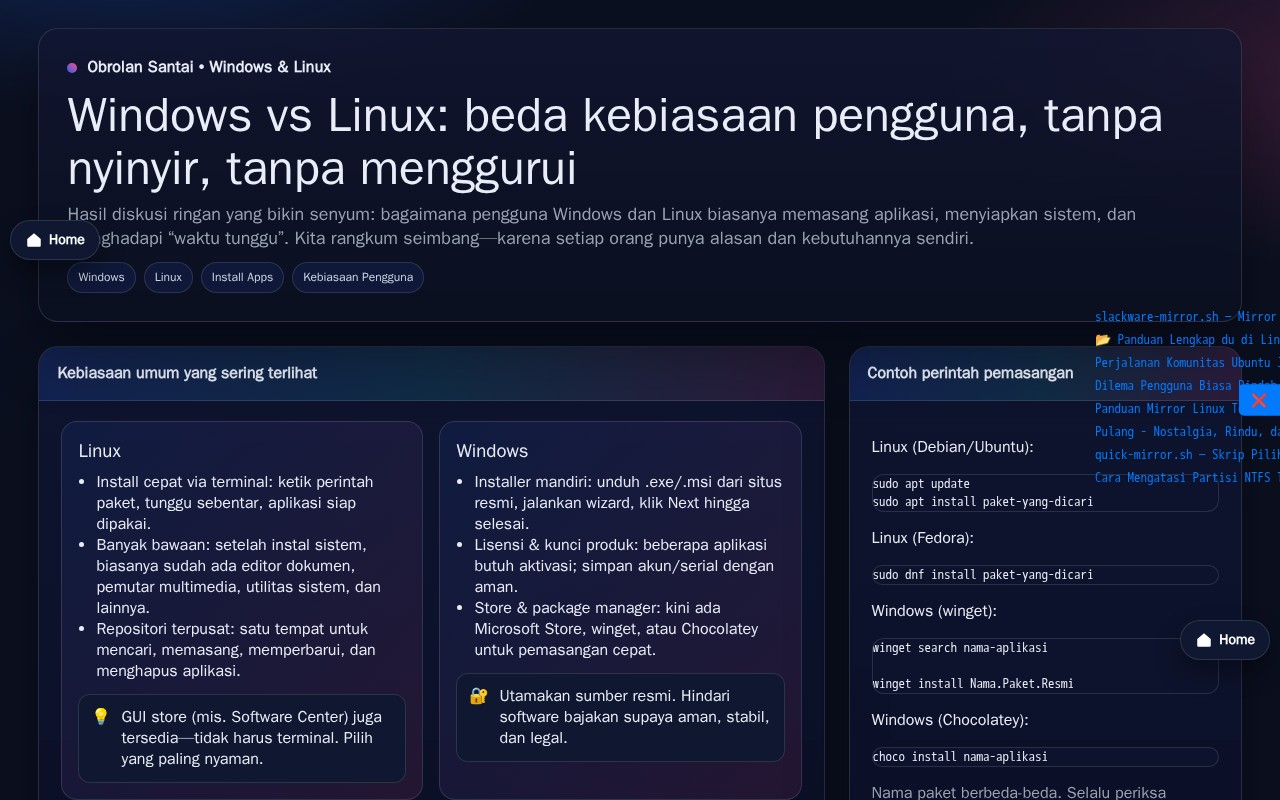 Obrolan Santai • Windows & Linux
Windows vs Linux: beda kebiasaan pengguna, tanpa
nyinyir, tanpa menggurui
Hasil diskusi ringan yang bikin senyum: bagaimana pengguna Windows dan Linux biasanya memasang aplikasi, menyiapkan sistem, dan
“waktu tunggu”. Kita rangkum seimbang—karena setiap orang punya alasan dan kebutuhannya sendiri.
Home
Windows
Linux
Install Apps
Kebiasaan Pengguna
slackware-mirror.sh — Mirror
📂 Panduan Lengkap du di Lin
Perjalanan Komunitas Ubuntu
Dilema Pengguna Biasa
Panduan Mirror Linux
Pulang - Nostalgia, Rindu, da
quick-mirror.sh — Skrip Pilih
Cara Mengatasi Partisi NTFS
Kebiasaan umum yang sering terlihat
Linux
• Install cepat via terminal: ketik perintah
paket, tunggu sebentar, aplikasi siap
dipakai.
• Banyak bawaan: setelah instal sistem,
biasanya sudah ada editor dokumen,
pemutar multimedia, utilitas sistem, dan
lainnya.
• Repositori terpusat: satu tempat untuk
mencari, memasang, memperbarui, dan
menghapus aplikasi.
💡 GUI store (mis. Software Center) juga
tersedia—tidak harus terminal. Pilih
yang paling nyaman.
Windows
• Installer mandiri: unduh .exe/.msi dari situs
resmi, jalankan wizard, klik Next hingga
selesai.
• Lisensi & kunci produk: beberapa aplikasi
butuh aktivasi; simpan akun/serial dengan
aman.
• Store & package manager: kini ada
Microsoft Store, winget, atau Chocolatey
untuk pemasangan cepat.
🔐 Utamakan sumber resmi. Hindari
software bajakan supaya aman, stabil,
dan legal.
Contoh perintah pemasangan
Linux (Debian/Ubuntu):
sudo apt update
sudo apt install paket-yang-dicari
Linux (Fedora):
sudo dnf install paket-yang-dicari
Windows (winget):
winget search nama-aplikasi
winget install Nama.Paket.Resmi
Home
Windows (Chocolatey):
choco install nama-aplikasi
Nama paket berbeda-beda. Selalu periksa